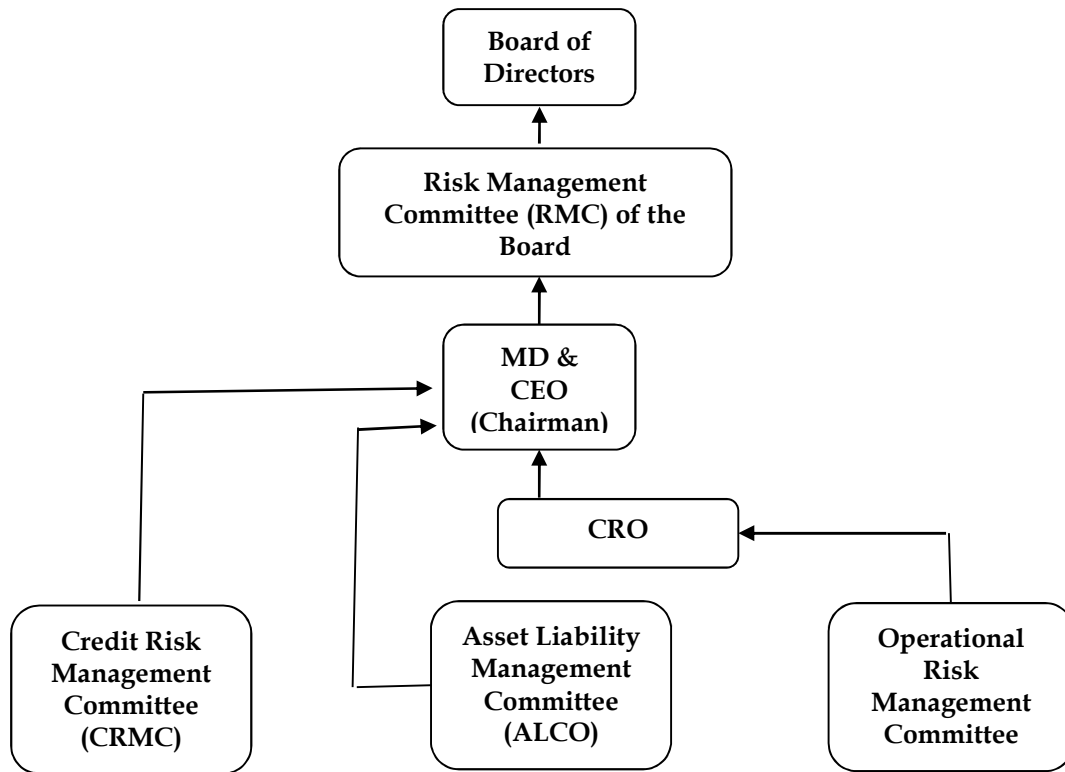 Board of
Directors
Risk Management
Committee (RMC) of the
Board
MD &
CEO
(Chairman)
CRO
Credit Risk
Management
Committee
(CRMC)
Asset Liability
Management
Committee
(ALCO)
Operational
Risk
Management
Committee